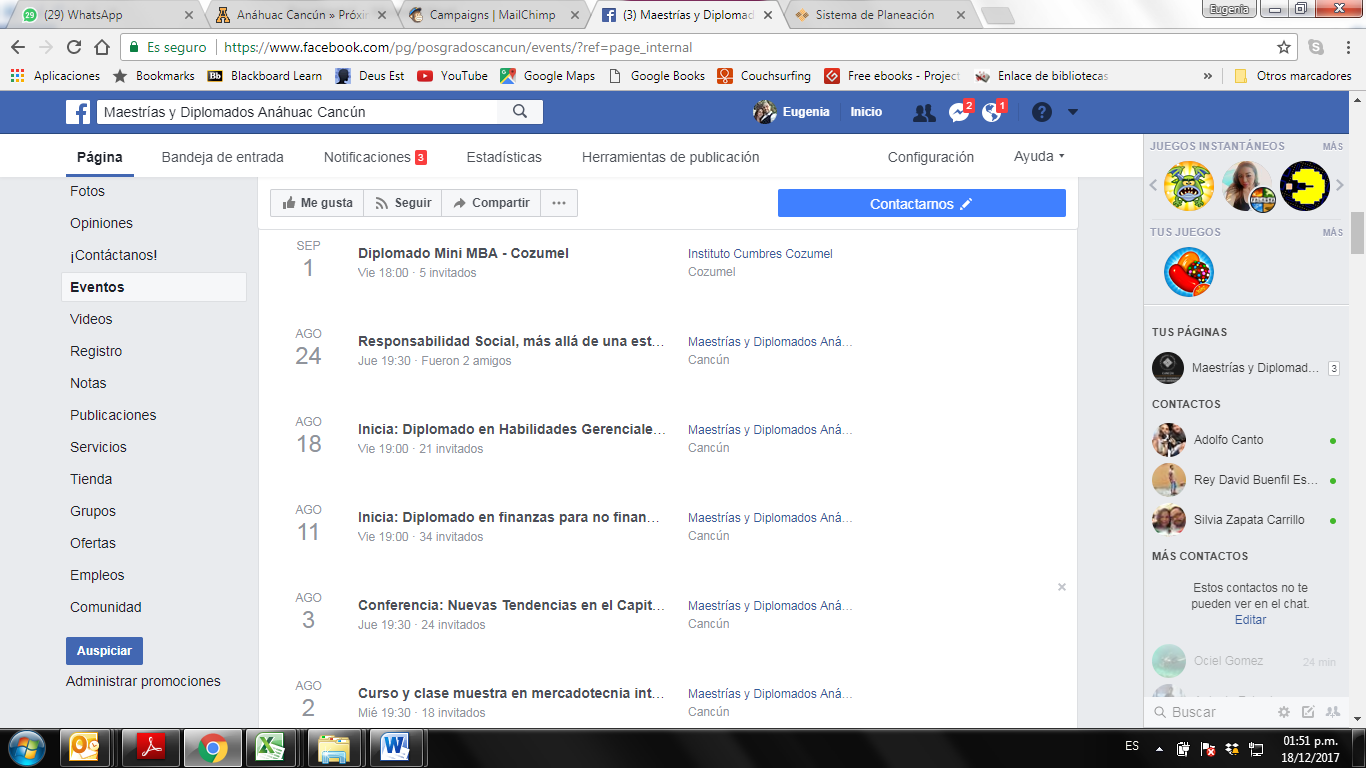 (29) WhatsApp
Anáhuac Cancún » Próxin
Campaigns | MailChimp
(3) Maestrías y Diplomad
Sistema de Planeación
Eugenia
Es seguro
https://www.facebook.com/pg/posgradoscancun/events/?ref=page_internal
Aplicaciones
Bookmarks
Bb
Blackboard Learn
Deus Est
YouTube
Google Maps
Google Books
Couchsurfing
Free ebooks - Project
Enlace de bibliotecas
»
Otros marcadores
Maestrías y Diplomados Anáhuac Cancún
Eugenia
Inicio
2
1
Página
Bandeja de entrada
Notificaciones 3
Estadísticas
Herramientas de publicación
Configuración
Ayuda
Fotos
Opiniones
¡Contáctanos!
Eventos
Videos
Registro
Notas
Publicaciones
Servicios
Tienda
Grupos
Ofertas
Empleos
Comunidad
Auspiciar
Administrar promociones
Me gusta
Seguir
Compartir
Contactarnos
SEP
1
Diplomado Mini MBA - Cozumel
Vie 18:00 · 5 invitados
Instituto Cumbres Cozumel
Cozumel
AGO
24
Responsabilidad Social, más allá de una est...
Jue 19:30 · Fueron 2 amigos
Maestrías y Diplomados Aná...
Cancún
AGO
18
Inicia: Diplomado en Habilidades Gerenciale...
Vie 19:00 · 21 invitados
Maestrías y Diplomados Aná...
Cancún
AGO
11
Inicia: Diplomado en finanzas para no finan...
Vie 19:00 · 34 invitados
Maestrías y Diplomados Aná...
Cancún
AGO
3
Conferencia: Nuevas Tendencias en el Capit...
Jue 19:30 · 24 invitados
Maestrías y Diplomados Aná...
Cancún
AGO
2
Curso y clase muestra en mercadotecnia int...
Mié 19:30 · 18 invitados
Maestrías y Diplomados Aná...
Cancún
JUEGOS INSTANTÁNEOS
MÁS
TUS JUEGOS
MÁS
TUS PÁGINAS
Maestrías y Diplomad...
3
CONTACTOS
Adolfo Canto
Rey David Buenfil Es...
Silvia Zapata Carrillo
MÁS CONTACTOS
Estos contactos no te
pueden ver en el chat.
Editar
Ociel Gomez
24 min
Buscar
ES
01:51 p.m.
18/12/2017